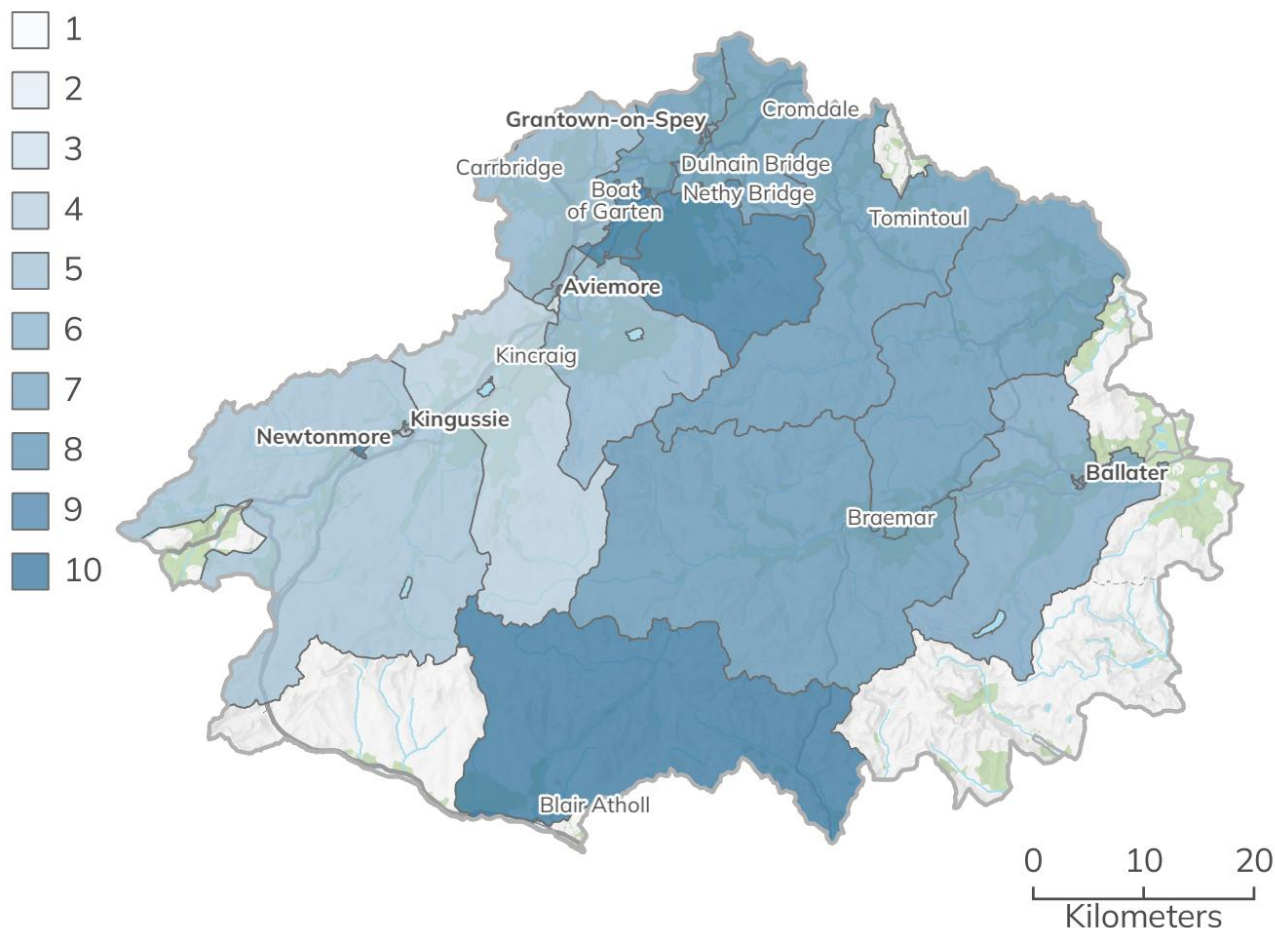 1
2
3
4
5
6
7
8
9
10
Cromdale
Grantown-on-Spey
Carrbridge
Dulnain Bridge
Boat
of Garten
Nethy Bridge
Tomintoul
Aviemore
Kincraig
Kingussie
Newtonmore
Ballater
Braemar
Blair Atholl
0 10 20
Kilometers